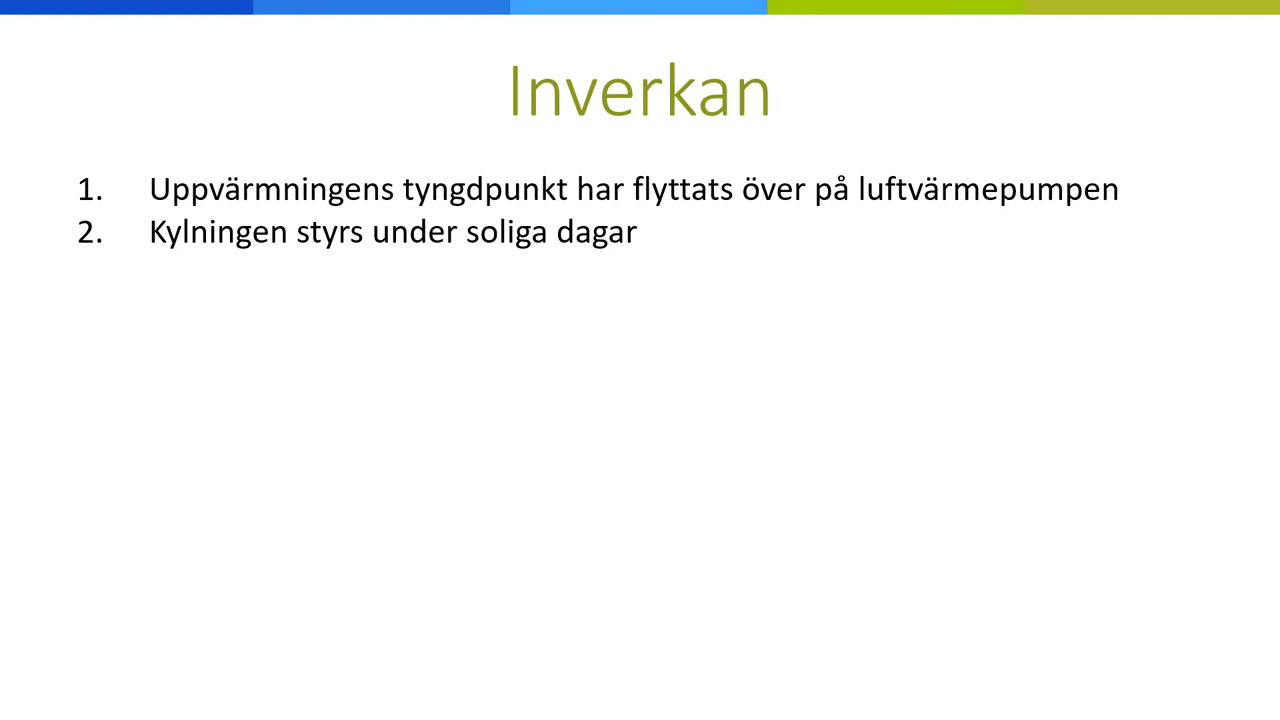 Inverkan
1. Uppvärmningens tyngdpunkt har flyttats över på luftvärmepumpen
2. Kylningen styrs under soliga dagar